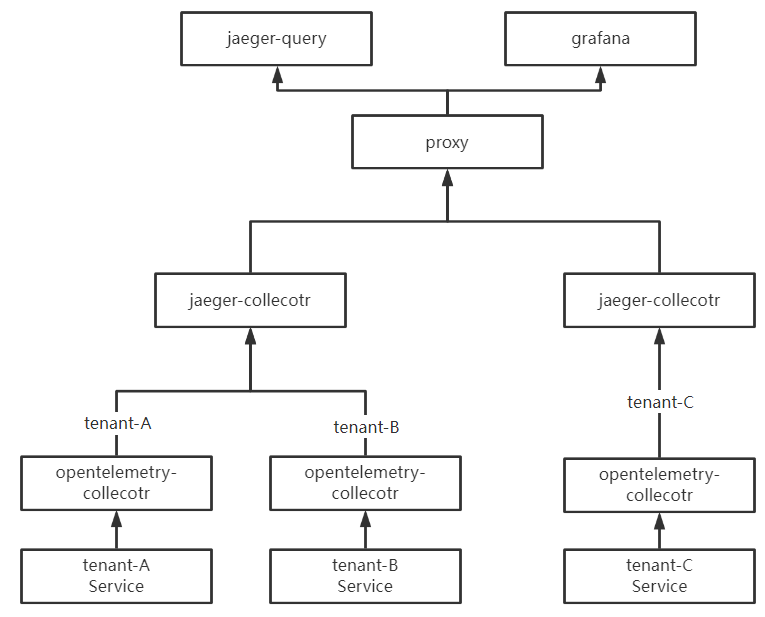 jaeger-query
grafana
proxy
jaeger-collecotr
jaeger-collecotr
tenant-A
tenant-B
tenant-C
opentelemetry-
collecotr
opentelemetry-
collecotr
opentelemetry-
collecotr
tenant-A
Service
tenant-B
Service
tenant-C
Service